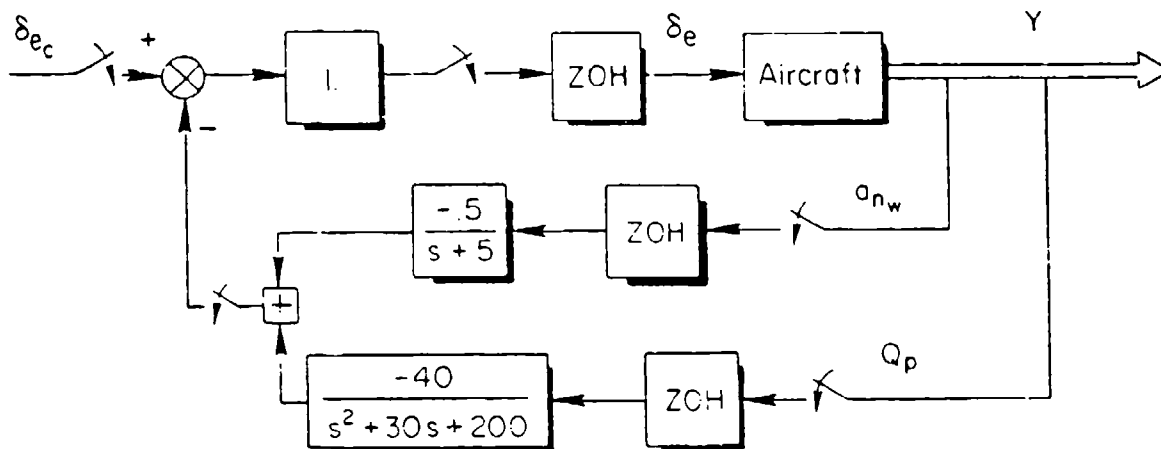 δec
+
1.
ZOH
δe
Aircraft
Y
-
-.5
s + 5
ZOH
anw
+
-40
s² + 30s + 200
ZOH
Qp